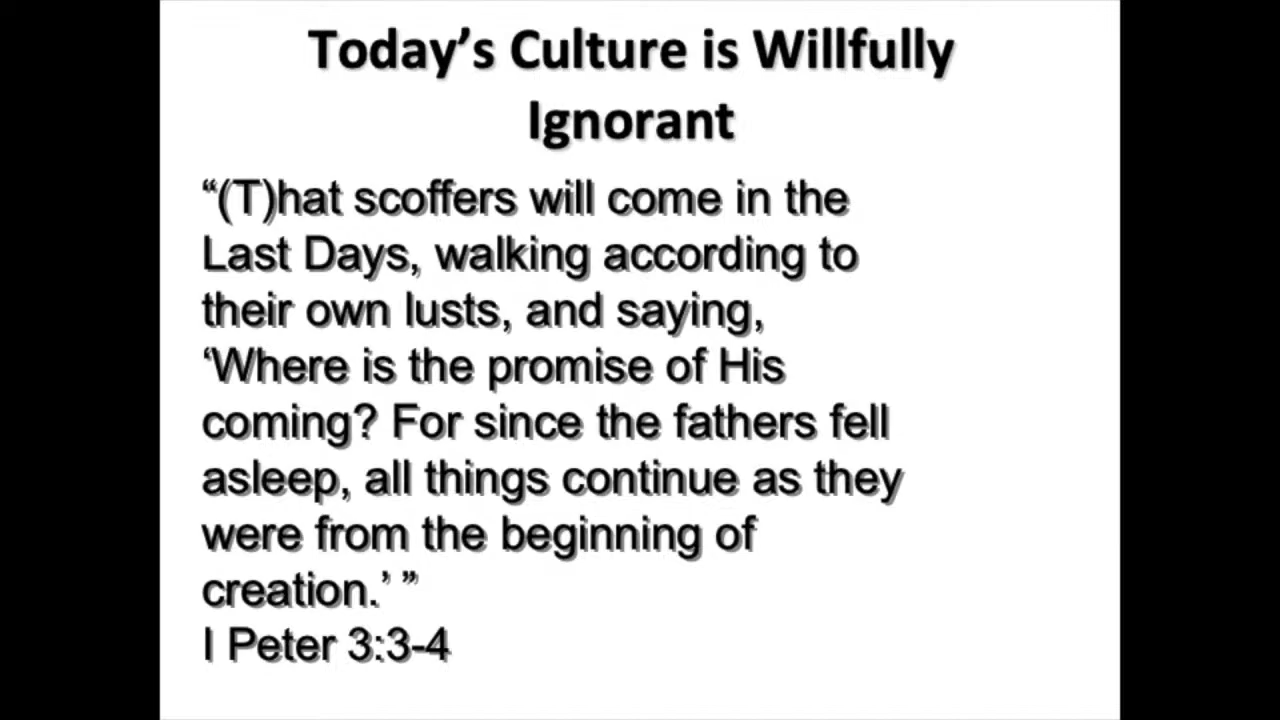 Today’s Culture is Willfully
Ignorant
“(T)hat scoffers will come in the
Last Days, walking according to
their own lusts, and saying,
‘Where is the promise of His
coming? For since the fathers fell
asleep, all things continue as they
were from the beginning of
creation.’ ”
I Peter 3:3-4